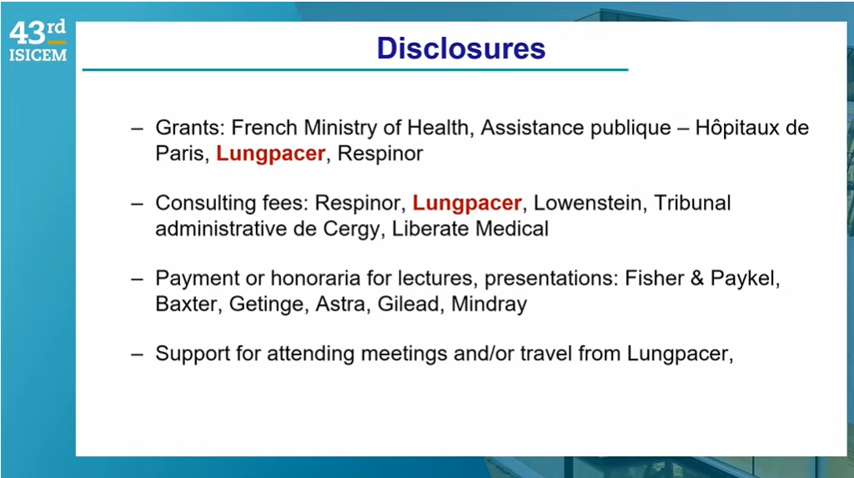 43rd
ISICEM
Disclosures
– Grants: French Ministry of Health, Assistance publique – Hôpitaux de
Paris, Lungpacer, Respinor
– Consulting fees: Respinor, Lungpacer, Lowenstein, Tribunal
administrative de Cergy, Liberate Medical
– Payment or honoraria for lectures, presentations: Fisher & Paykel,
Baxter, Getinge, Astra, Gilead, Mindray
– Support for attending meetings and/or travel from Lungpacer,